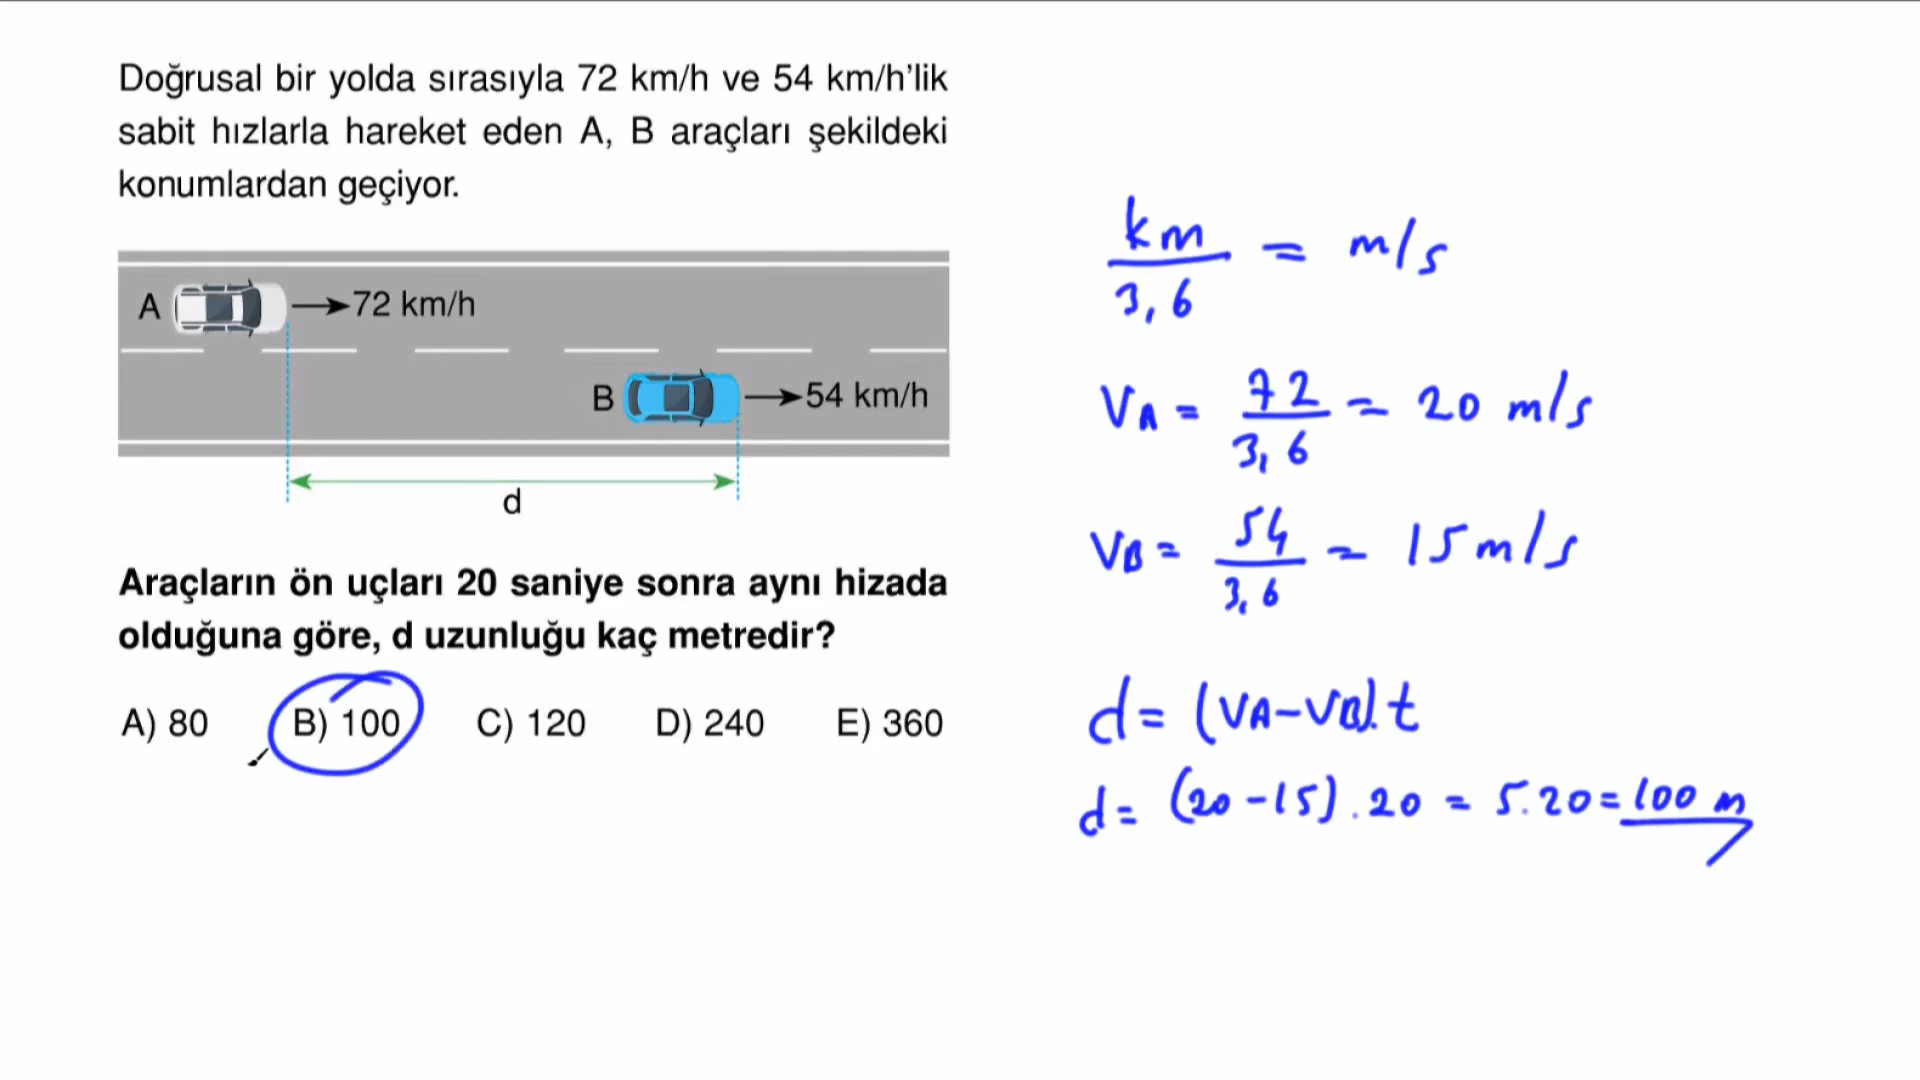 Doğrusal bir yolda sırasıyla 72 km/h ve 54 km/h’lik
sabit hızlarla hareket eden A, B araçları şekildeki
konumlardan geçiyor.
A 72 km/h
B 54 km/h
d
Araçların ön uçları 20 saniye sonra aynı hizada
olduğuna göre, d uzunluğu kaç metredir?
A) 80 B) 100 C) 120 D) 240 E) 360
km/3,6 = m/s
VA = 72/3,6 = 20 m/s
VB = 54/3,6 = 15 m/s
d = (VA-VB).t
d = (20-15).20 = 5.20 = 100 m